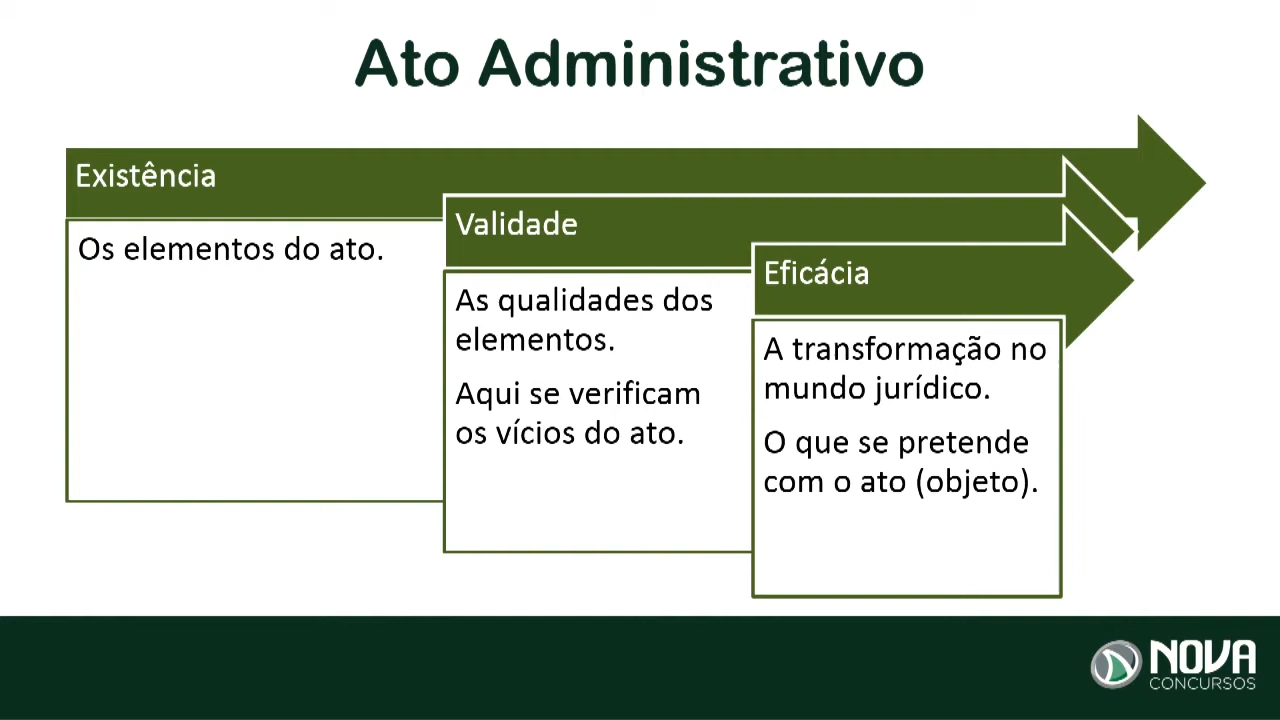 Ato Administrativo
Existência
Os elementos do ato.
Validade
As qualidades dos
elementos.
Aqui se verificam
os vícios do ato.
Eficácia
A transformação no
mundo jurídico.
O que se pretende
com o ato (objeto).
NOVA
CONCURSOS